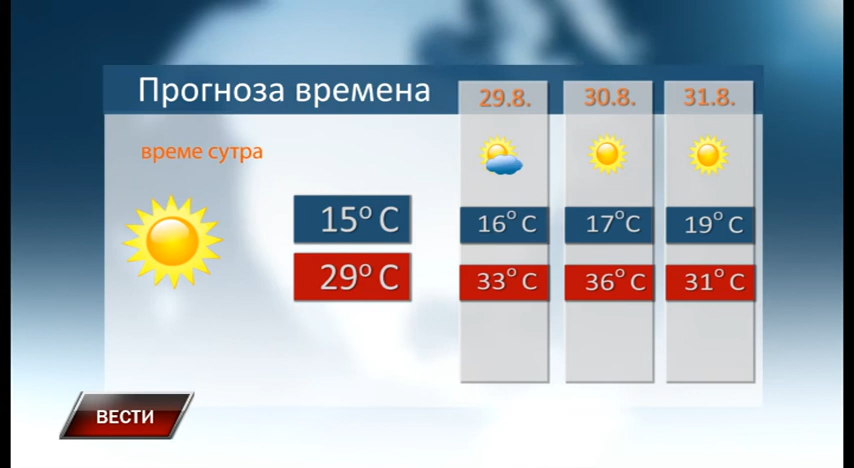 Прогноза времена
време сутра
15° C
29° C
29.8.
16° C
33° C
30.8.
17°C
36° C
31.8.
19° C
31° C
ВЕСТИ